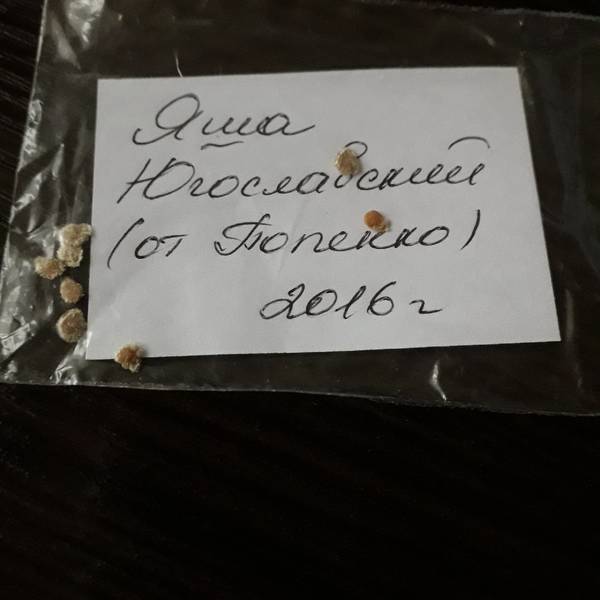 Яша
Югославский
(от Тюпенко)
2016 г